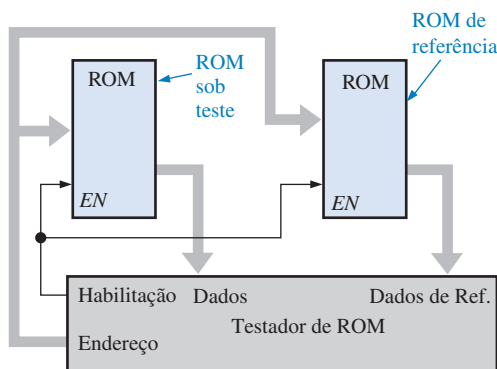 ROM de
referência
ROM
sob
teste
ROM
ROM
EN
EN
Habilitação
Dados
Dados de Ref.
Testador de ROM
Endereço